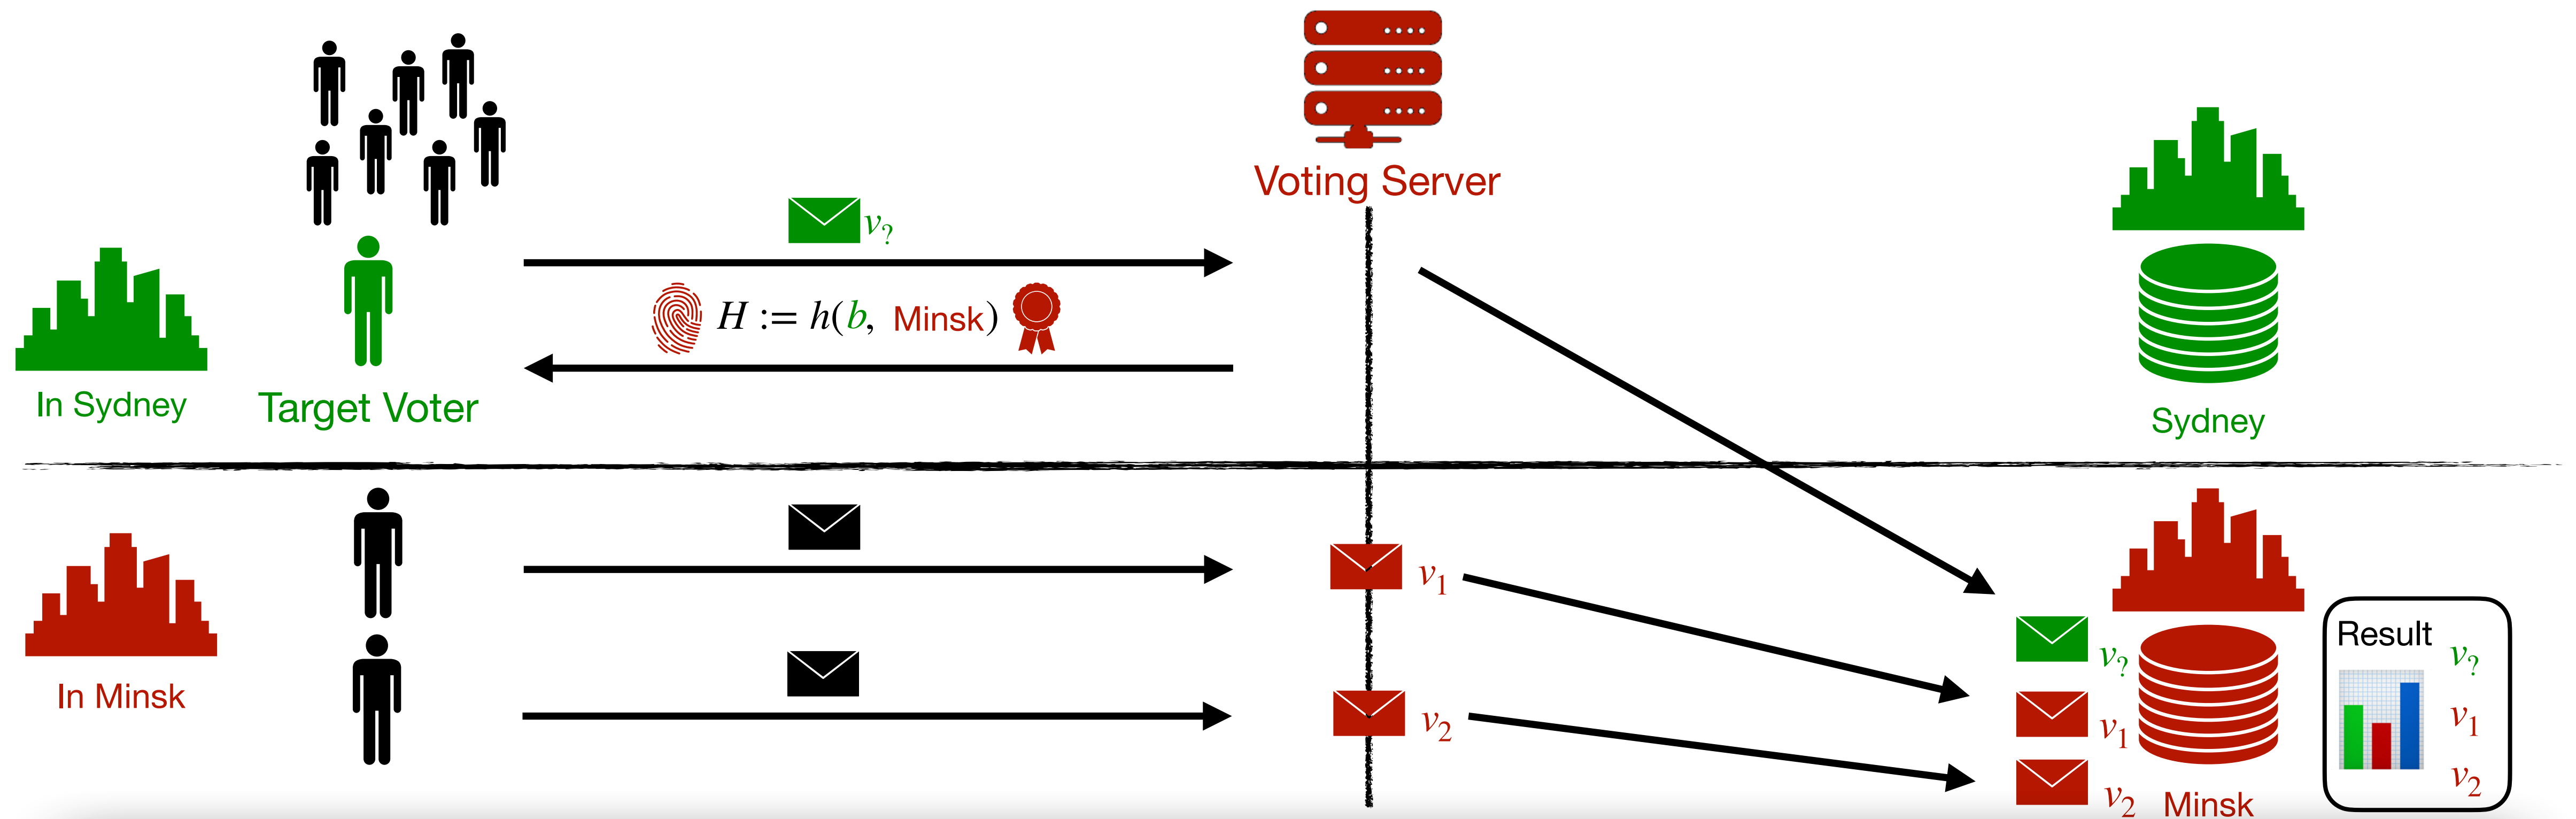 Voting Server
v?
H := h(b, Minsk)
In Sydney
Target Voter
Sydney
v1
v2
In Minsk
v?
v1
v2
Minsk
Result
v?
v1
v2